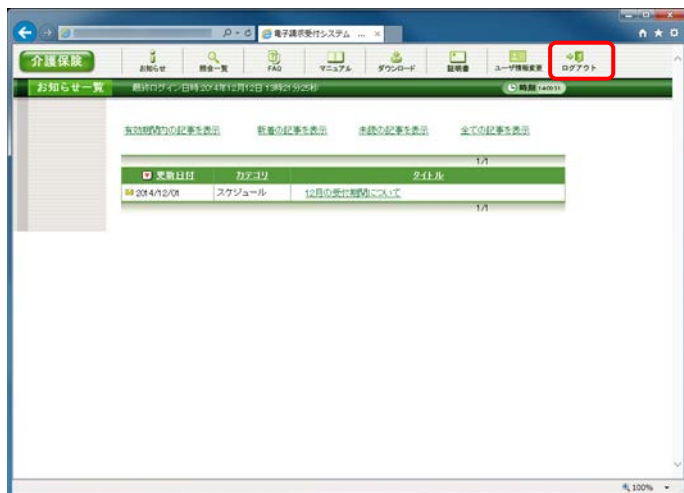 電子請求受付システム ...
介護保険
お知らせ 照会一覧 FAQ マニュアル ダウンロード 証明書 ユーザ情報変更 ログアウト
お知らせ一覧 最終ログイン日時:2014年12月12日 13時21分25秒 時刻
有効期間内の記事を表示 新着の記事を表示 未読の記事を表示 全ての記事を表示
1/1
更新日付 カテゴリ タイトル
2014/12/01 スケジュール 12月の受付期間について
1/1
100%